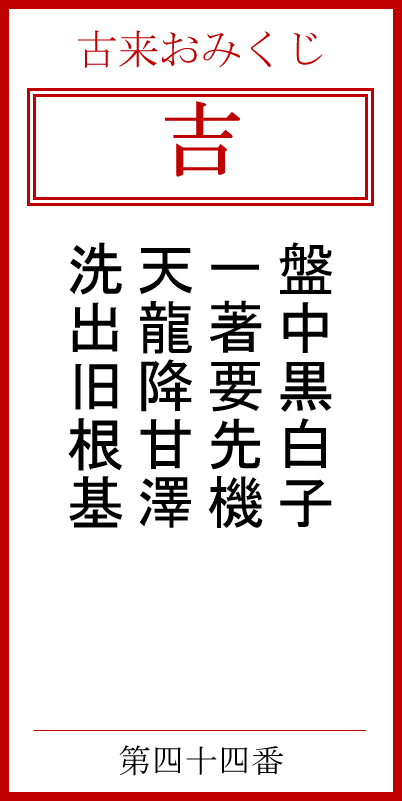 古来おみくじ
吉
盤中黒白子
一著要先機
天龍降甘澤
洗出旧根基
第四十四番